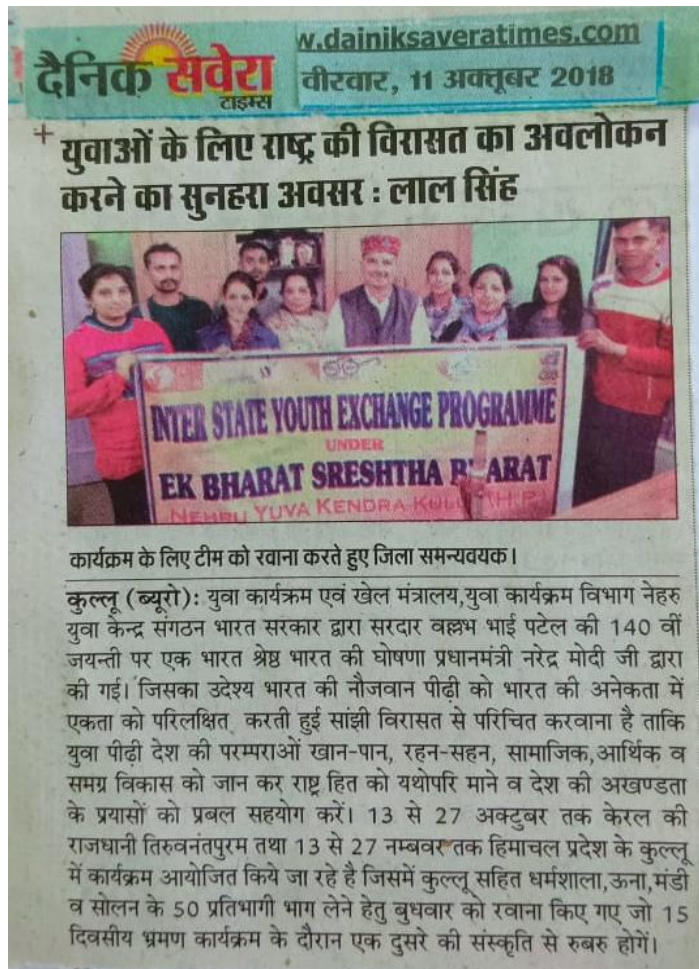 दैनिक सवेरा
टाइम्स
w.dainiksaveratimes.com
वीरवार, 11 अक्तूबर 2018
युवाओं के लिए राष्ट्र की विरासत का अवलोकन
करने का सुनहरा अवसर : लाल सिंह
INTER STATE YOUTH EXCHANGE PROGRAMME
UNDER
EK BHARAT SRESHTHA BHARAT
NEHRU YUVA KENDRA KULLU (H.P.)
कार्यक्रम के लिए टीम को रवाना करते हुए जिला समन्यवयक।
कुल्लू (ब्यूरो): युवा कार्यक्रम एवं खेल मंत्रालय,युवा कार्यक्रम विभाग नेहरु
युवा केन्द्र संगठन भारत सरकार द्वारा सरदार वल्लभ भाई पटेल की 140 वीं
जयन्ती पर एक भारत श्रेष्ठ भारत की घोषणा प्रधानमंत्री नरेद्र मोदी जी द्वारा
की गई। जिसका उदेश्य भारत की नौजवान पीढ़ी को भारत की अनेकता में
एकता को परिलक्षित करती हुई सांझी विरासत से परिचित करवाना है ताकि
युवा पीढ़ी देश की परम्पराओं खान-पान, रहन-सहन, सामाजिक,आर्थिक व
समग्र विकास को जान कर राष्ट्र हित को यथोपरि माने व देश की अखण्डता
के प्रयासों को प्रबल सहयोग करें। 13 से 27 अक्टुबर तक केरल की
राजधानी तिरुवनंतपुरम तथा 13 से 27 नम्बवर तक हिमाचल प्रदेश के कुल्लू
में कार्यक्रम आयोजित किये जा रहे है जिसमें कुल्लू सहित धर्मशाला,ऊना,मंडी
व सोलन के 50 प्रतिभागी भाग लेने हेतु बुधवार को रवाना किए गए जो 15
दिवसीय भ्रमण कार्यक्रम के दौरान एक दुसरे की संस्कृति से रुबरु होगें।